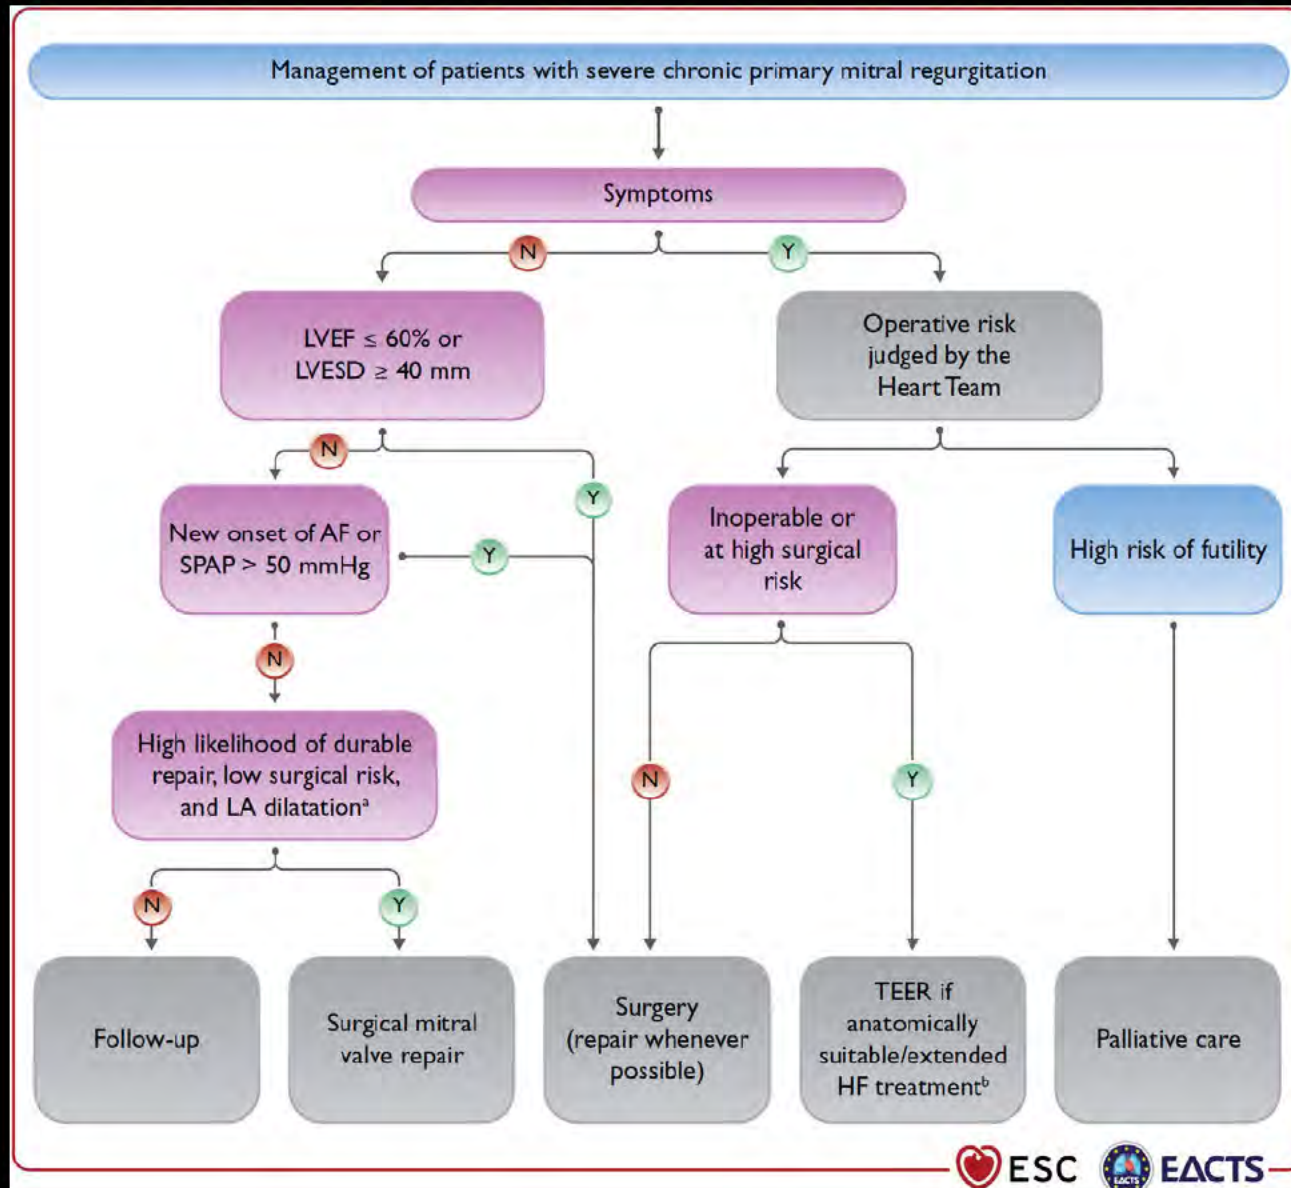 Management of patients with severe chronic primary mitral regurgitation
Symptoms
N
Y
LVEF ≤ 60% or
LVESD ≥ 40 mm
Operative risk
judged by the
Heart Team
N
Y
New onset of AF or
SPAP > 50 mmHg
Y
Inoperable or
at high surgical
risk
High risk of futility
N
High likelihood of durable
repair, low surgical risk,
and LA dilatationᵃ
N
Y
N
Y
Follow-up
Surgical mitral
valve repair
Surgery
(repair whenever
possible)
TEER if
anatomically
suitable/extended
HF treatmentᵇ
Palliative care
ESC
EACTS
EACTS